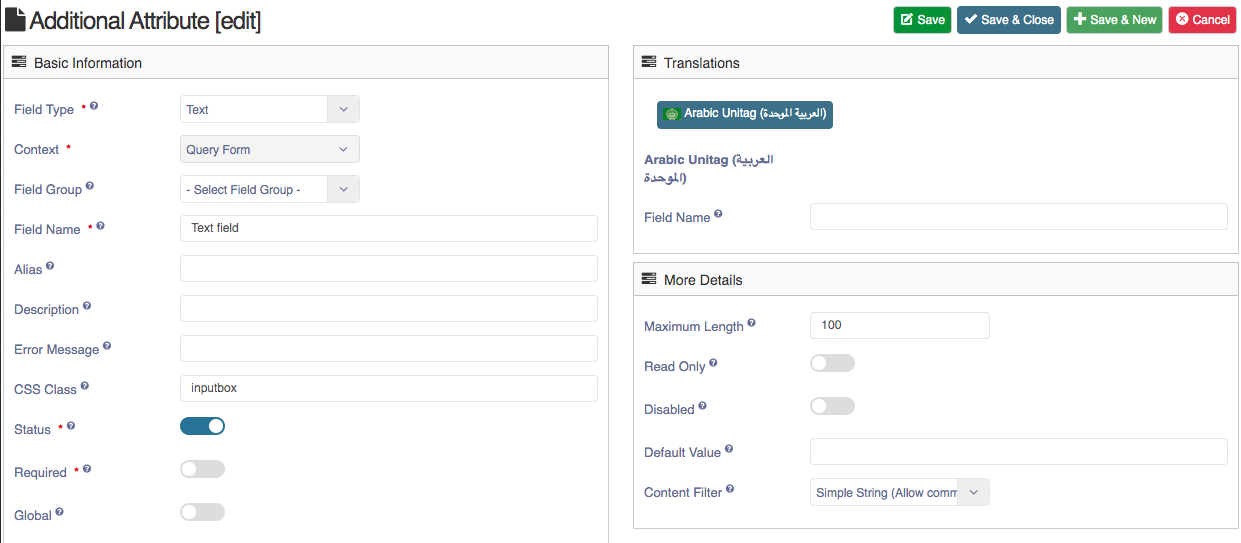 Additional Attribute [edit]
Save
Save & Close
Save & New
Cancel
Basic Information
Field Type *
Text
Context *
Query Form
Field Group
- Select Field Group -
Field Name *
Text field
Alias
Description
Error Message
CSS Class
inputbox
Status *
Required *
Global
Translations
Arabic Unitag (العربية الموحدة)
Arabic Unitag (العربية
الموحدة)
Field Name
More Details
Maximum Length
100
Read Only
Disabled
Default Value
Content Filter
Simple String (Allow comm